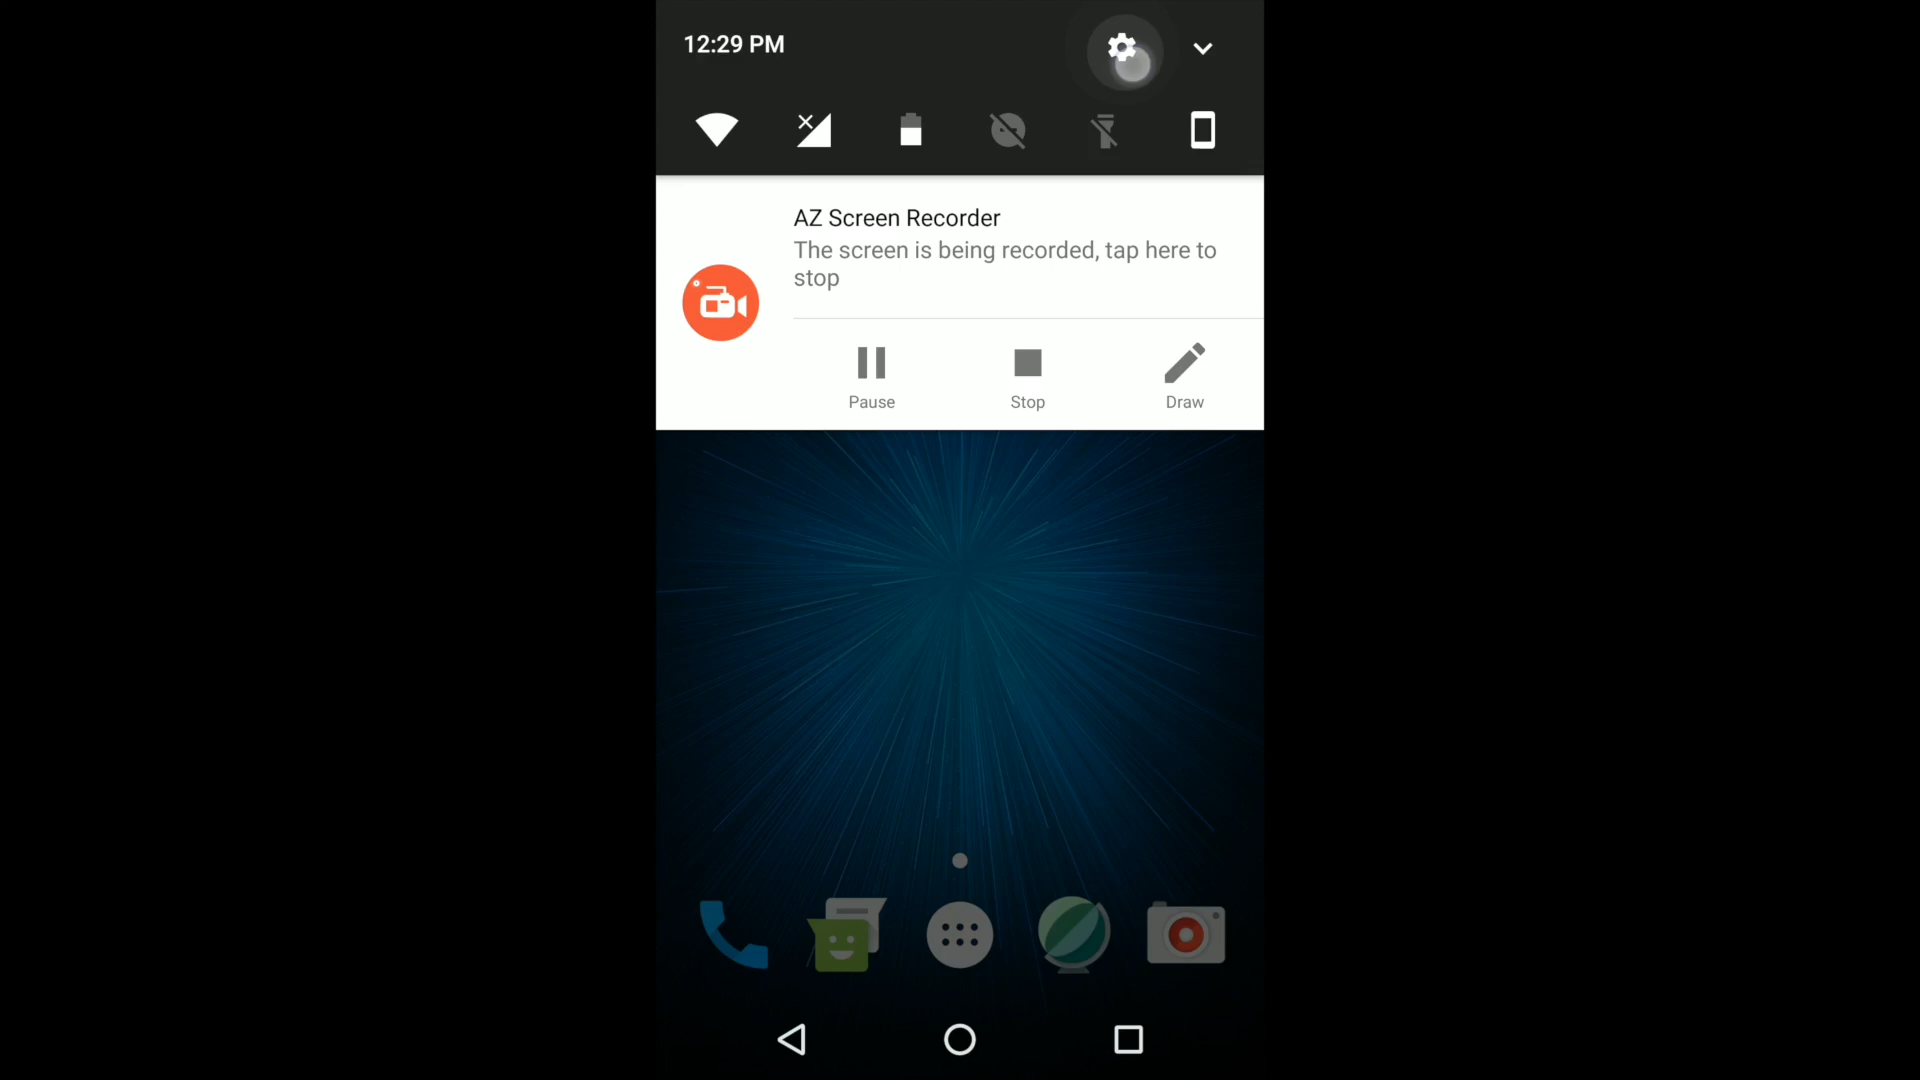 12:29 PM
AZ Screen Recorder
The screen is being recorded, tap here to
stop
Pause
Stop
Draw